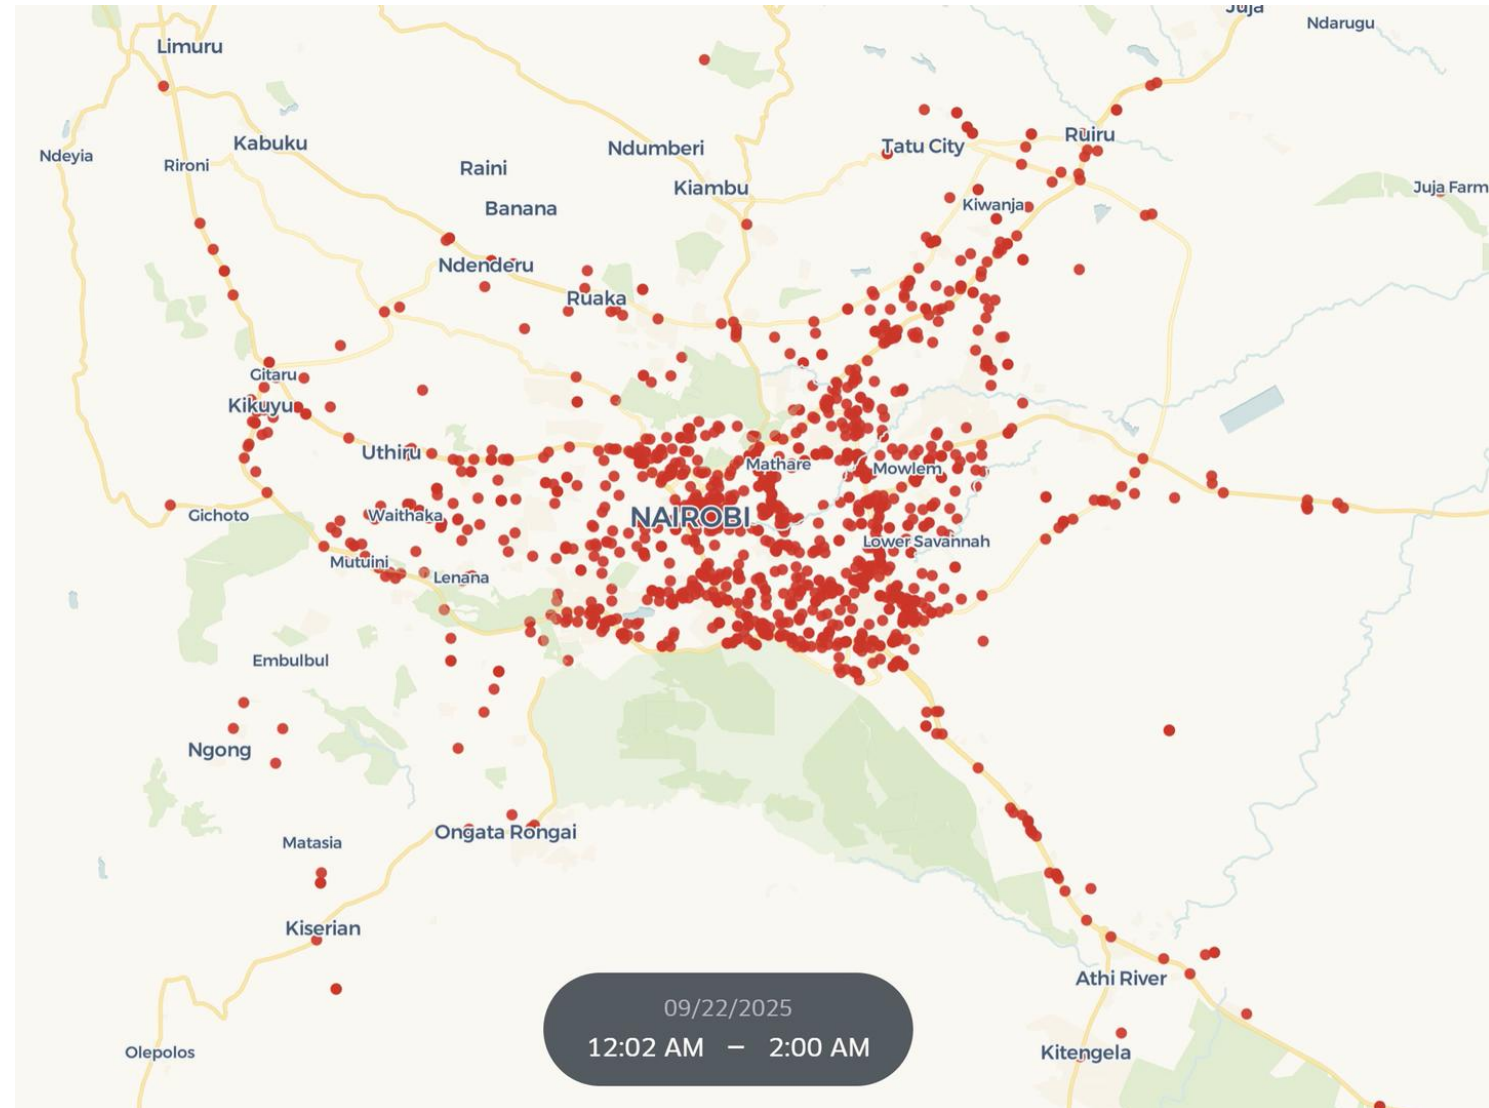 Juja
Ndarugu
Limuru
Kabuku
Ndeyia
Rironi
Raini
Banana
Ndumberi
Kiambu
Tatu City
Ruiru
Kiwanja
Juja Farm
Ndenderu
Ruaka
Gitaru
Kikuyu
Uthiru
Mathare
Mowlem
Gichoto
Waithaka
NAIROBI
Lower Savannah
Mutuini
Lenana
Embulbul
Ngong
Ongata Rongai
Matasia
Kiserian
Athi River
Olepolos
Kitengela
09/22/2025
12:02 AM – 2:00 AM